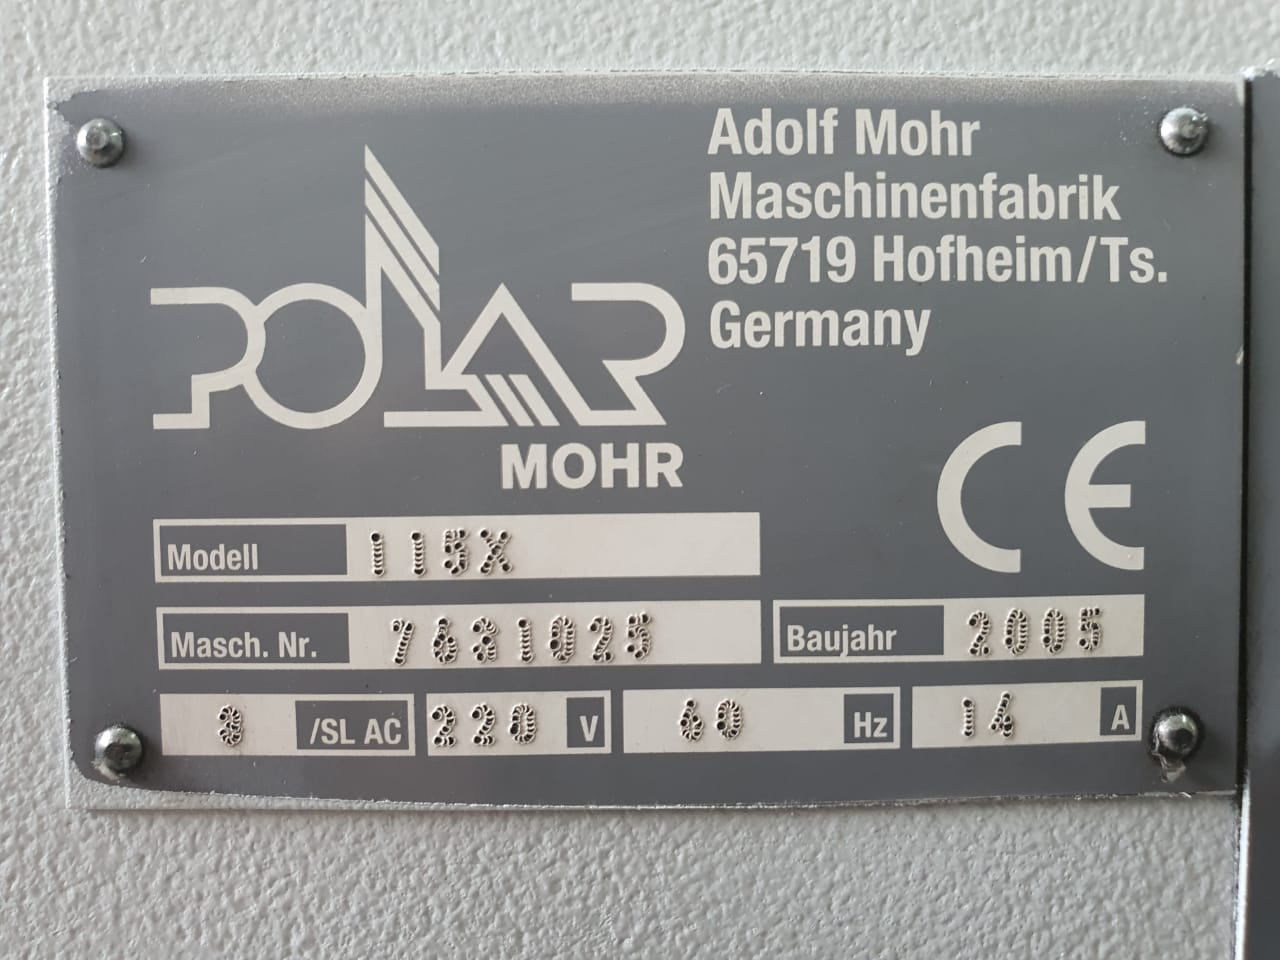 Adolf Mohr
Maschinenfabrik
65719 Hofheim/Ts.
Germany
POLAR
MOHR
CE
Modell 115X
Masch. Nr. 7631025 Baujahr 2005
3 /SL AC 220 V 60 Hz 14 A